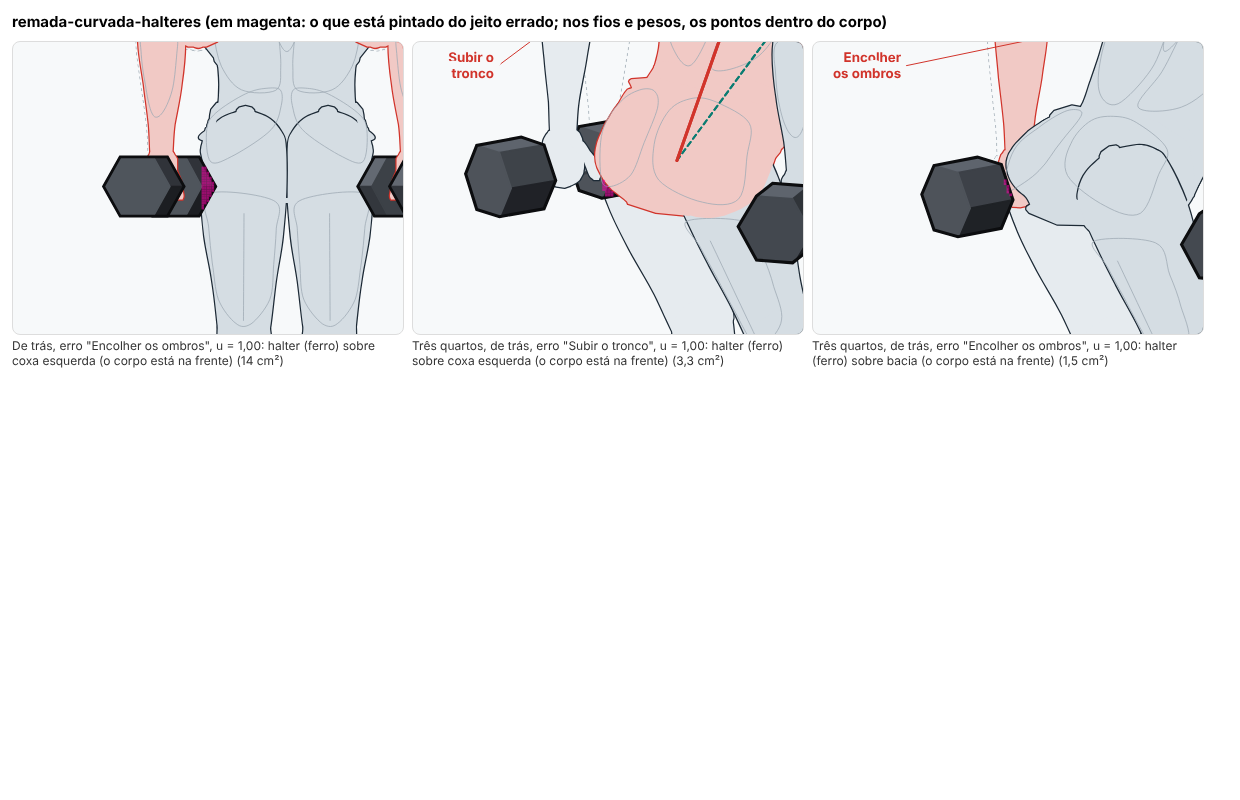 remada-curvada-halteres (em magenta: o que está pintado do jeito errado; nos fios e pesos, os pontos dentro do corpo)
Subir o
tronco
Encolher
os ombros
De trás, erro "Encolher os ombros", u = 1,00: halter (ferro) sobre
coxa esquerda (o corpo está na frente) (14 cm²)
Três quartos, de trás, erro "Subir o tronco", u = 1,00: halter (ferro)
sobre coxa esquerda (o corpo está na frente) (3,3 cm²)
Três quartos, de trás, erro "Encolher os ombros", u = 1,00: halter
(ferro) sobre bacia (o corpo está na frente) (1,5 cm²)